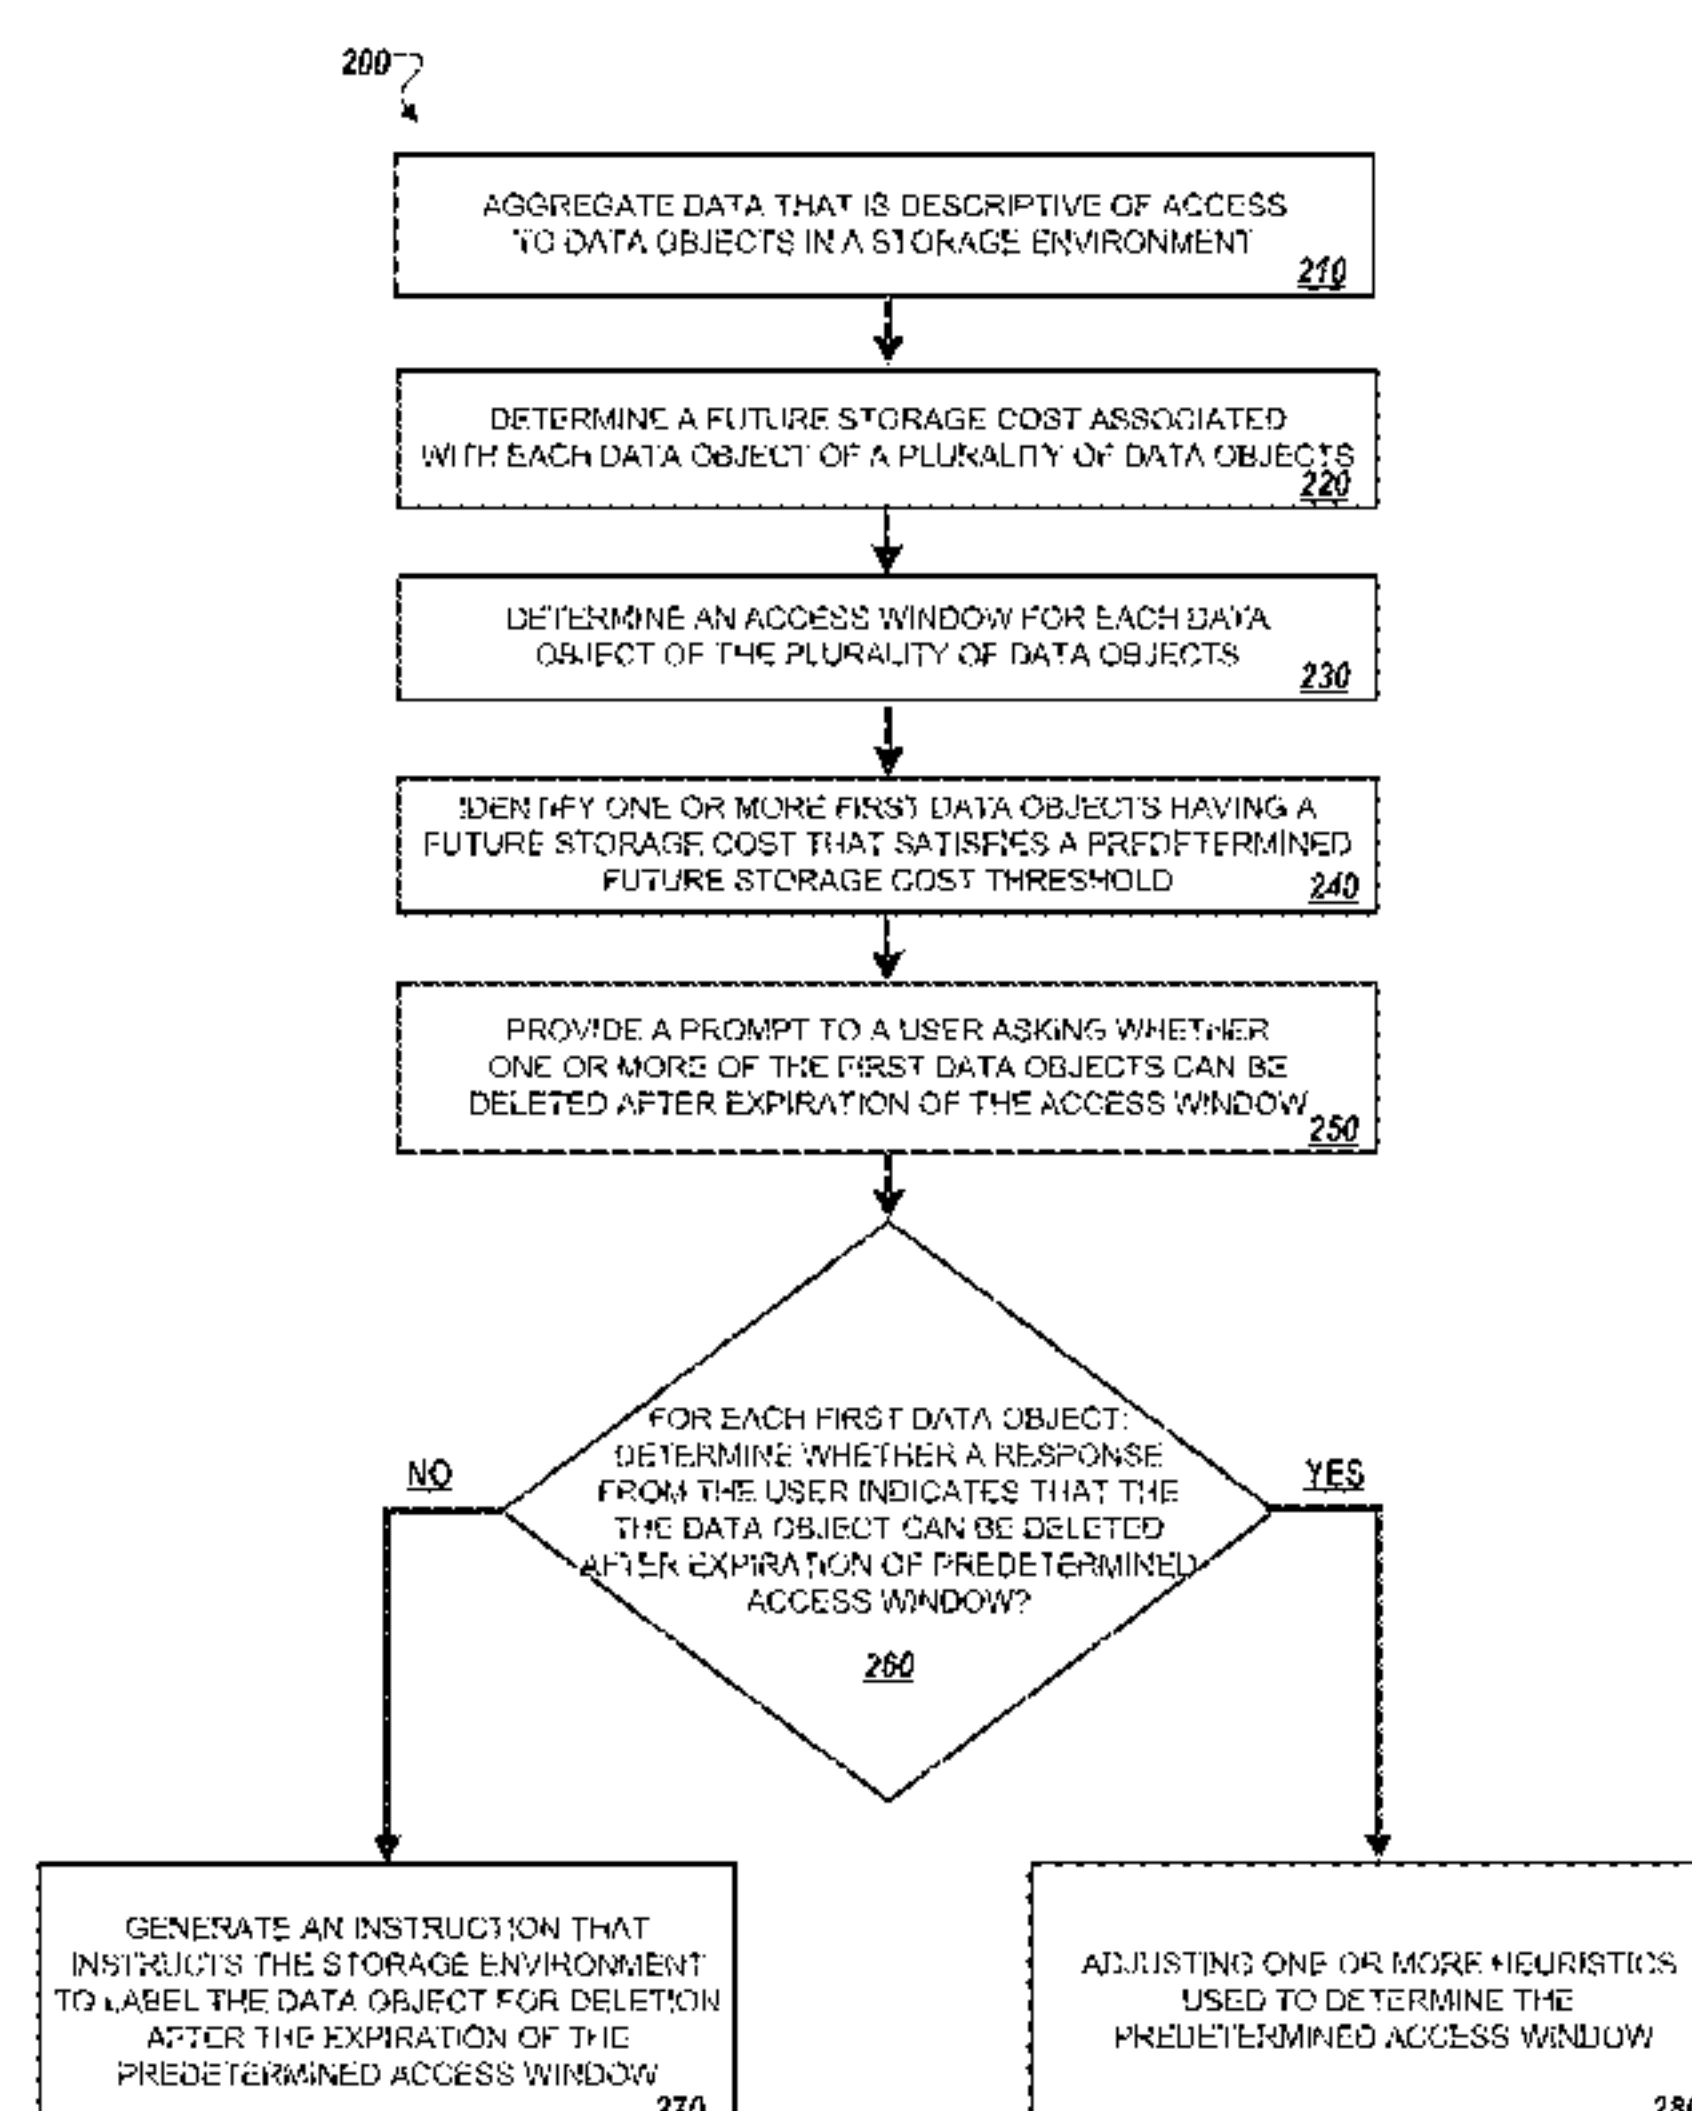 200
AGGREGATE DATA THAT IS DESCRIPTIVE OF ACCESS
TO DATA OBJECTS IN A STORAGE ENVIRONMENT
210
DETERMINE A FUTURE STORAGE COST ASSOCIATED
WITH EACH DATA OBJECT OF A PLURALITY OF DATA OBJECTS
220
DETERMINE AN ACCESS WINDOW FOR EACH DATA
OBJECT OF THE PLURALITY OF DATA OBJECTS
230
IDENTIFY ONE OR MORE FIRST DATA OBJECTS HAVING A
FUTURE STORAGE COST THAT SATISFIES A PREDETERMINED
FUTURE STORAGE COST THRESHOLD
240
PROVIDE A PROMPT TO A USER ASKING WHETHER
ONE OR MORE OF THE FIRST DATA OBJECTS CAN BE
DELETED AFTER EXPIRATION OF THE ACCESS WINDOW
250
FOR EACH FIRST DATA OBJECT:
DETERMINE WHETHER A RESPONSE
FROM THE USER INDICATES THAT THE
THE DATA OBJECT CAN BE DELETED
AFTER EXPIRATION OF PREDETERMINED
ACCESS WINDOW?
260
NO
YES
GENERATE AN INSTRUCTION THAT
INSTRUCTS THE STORAGE ENVIRONMENT
TO LABEL THE DATA OBJECT FOR DELETION
AFTER THE EXPIRATION OF THE
PREDETERMINED ACCESS WINDOW
270
ADJUSTING ONE OR MORE HEURISTICS
USED TO DETERMINE THE
PREDETERMINED ACCESS WINDOW
280